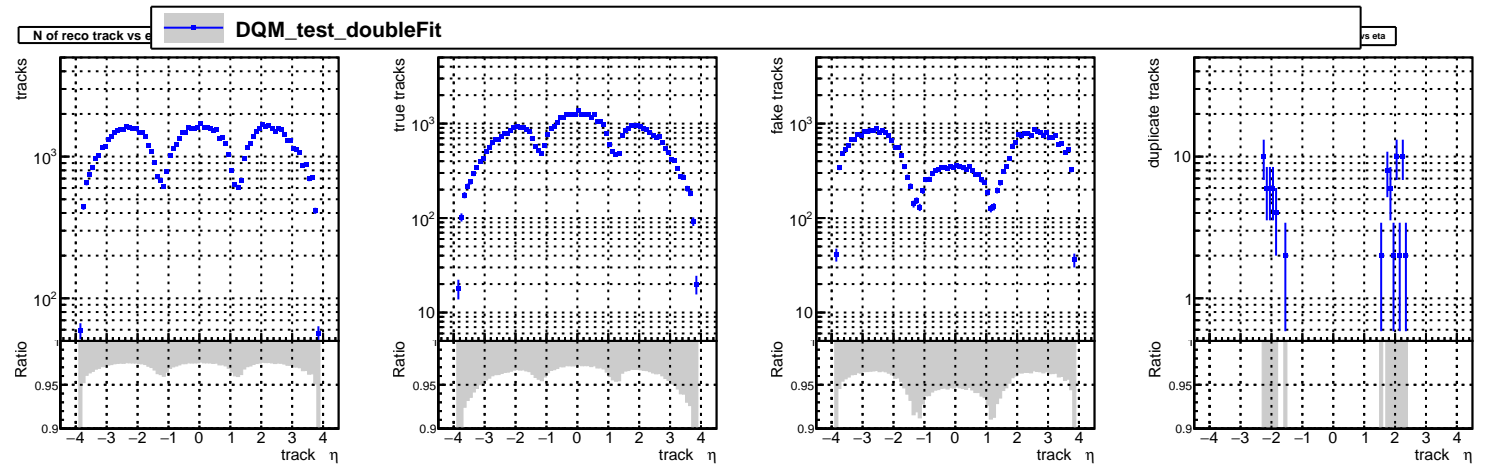 DQM_test_doubleFit
N of reco track vs e
vs eta
tracks
10³
10²
Ratio
1
0.95
0.9
−4 −3 −2 −1 0 1 2 3 4
track η
true tracks
10³
10²
10
Ratio
1
0.95
0.9
−4 −3 −2 −1 0 1 2 3 4
track η
fake tracks
10³
10²
10
Ratio
1
0.95
0.9
−4 −3 −2 −1 0 1 2 3 4
track η
duplicate tracks
10
1
Ratio
1
0.95
0.9
−4 −3 −2 −1 0 1 2 3 4
track η